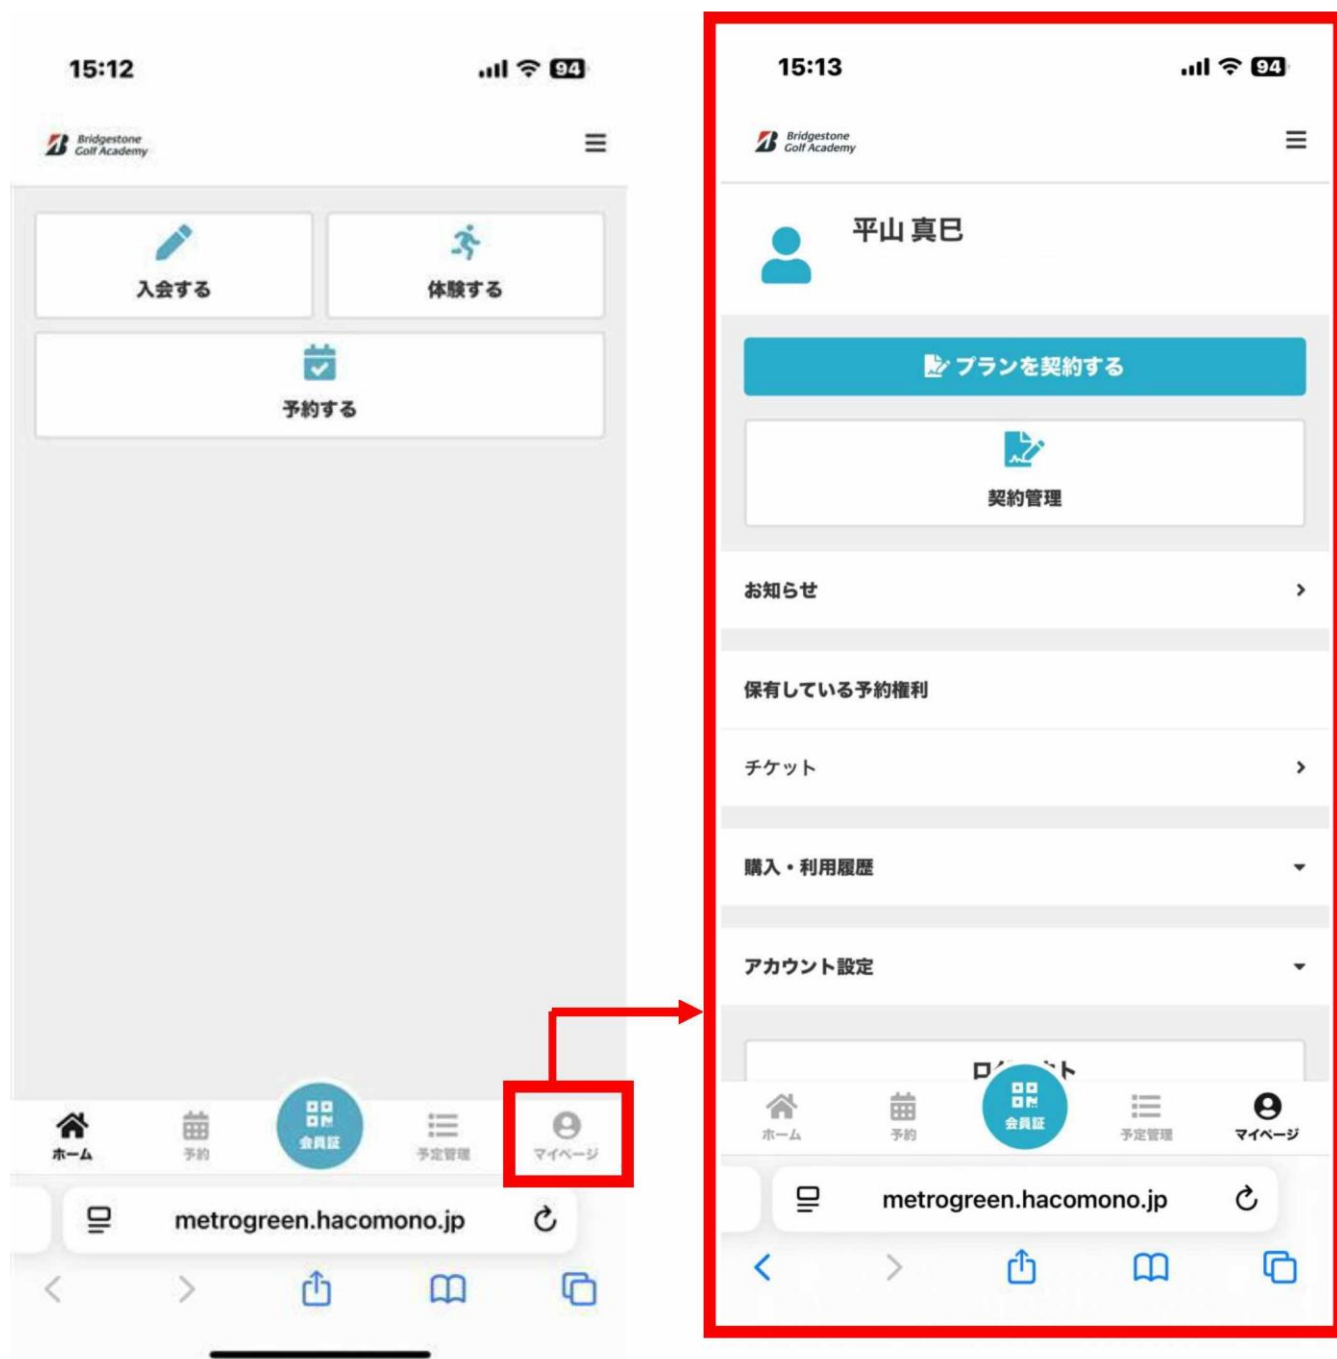 15:12
94
Bridgestone
Golf Academy
入会する
体験する
予約する
ホーム
予約
会員証
予定管理
マイページ
metrogreen.hacomono.jp
15:13
94
Bridgestone
Golf Academy
平山 真巳
プランを契約する
契約管理
お知らせ
保有している予約権利
チケット
購入・利用履歴
アカウント設定
ホーム
予約
会員証
予定管理
マイページ
metrogreen.hacomono.jp